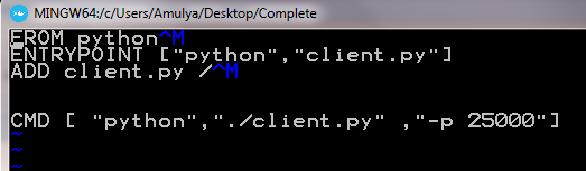 MINGW64:/c/Users/Amulya/Desktop/Complete
FROM python^M
ENTRYPOINT ["python","client.py"]
ADD client.py /^M
CMD [ "python","./client.py" ,"-p 25000"]
~
~
~